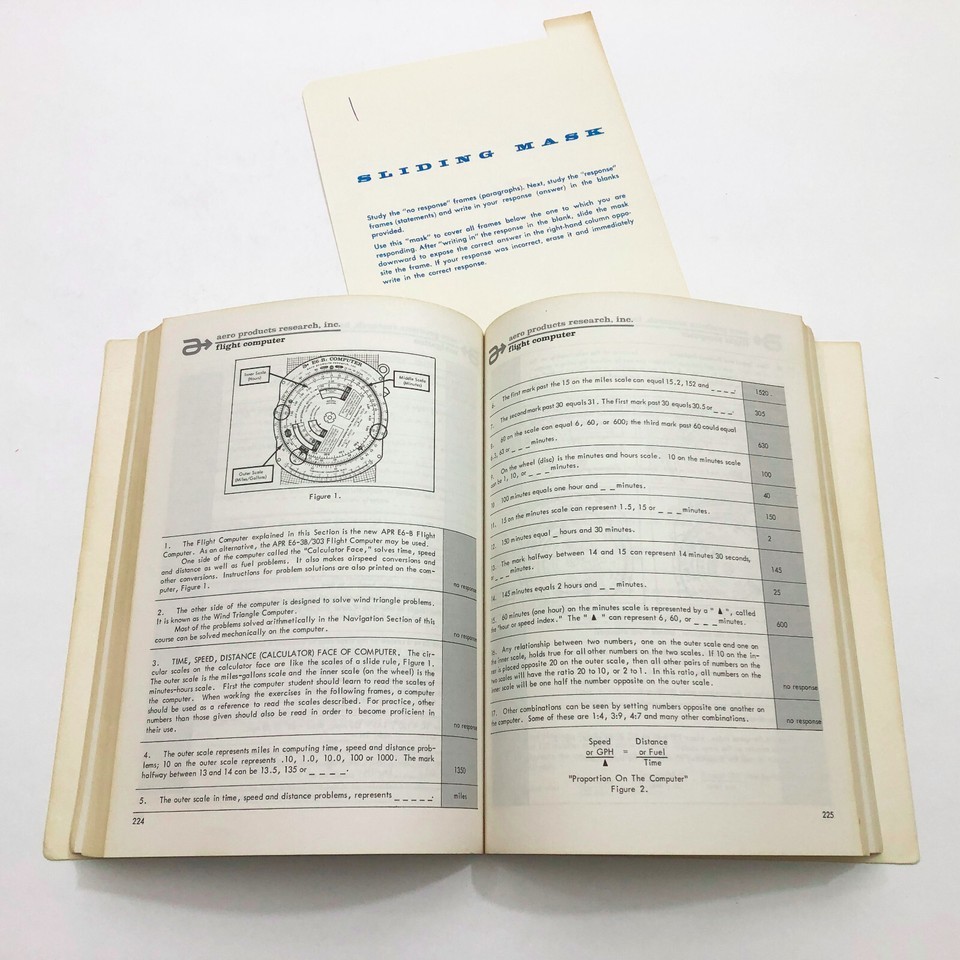 SLIDING MASK
Study the "no response" frames (paragraphs). Next, study the "response"
frames (statements) and write in your response (answer) in the blanks
provided.
Use this "mask" to cover all frames below the one to which you are
responding. After "writing in" the response in the blank, slide the mask
downward to expose the correct answer in the right-hand column oppo-
site the frame. If your response was incorrect, erase it and immediately
write in the correct response.
aero products research, inc.
flight computer
E6-B COMPUTER
Inner Scale
(Hours)
Middle Scale
(Minutes)
Outer Scale
(Miles/Gallons)
Figure 1.
1. The Flight Computer explained in this Section is the new APR E6-B Flight
Computer. As an alternative, the APR E6-3B/303 Flight Computer may be used.
One side of the computer called the "Calculator Face," solves time, speed
and distance as well as fuel problems. It also makes airspeed conversions and
other conversions. Instructions for problem solutions are also printed on the com-
puter, Figure 1.
no response
2. The other side of the computer is designed to solve wind triangle problems.
It is known as the Wind Triangle Computer.
Most of the problems solved arithmetically in the Navigation Section of this
course can be solved mechanically on the computer.
no response
3. TIME, SPEED, DISTANCE (CALCULATOR) FACE OF COMPUTER. The cir-
cular scales on the calculator face are like the scales of a slide rule, Figure 1.
The outer scale is the miles-gallons scale and the inner scale (on the wheel) is the
minutes-hours scale. First the computer student should learn to read the scales of
the computer. When working the exercises in the following frames, a computer
should be used as a reference to read the scales described. For practice, other
numbers than those given should also be read in order to become proficient in
their use.
no response
4. The outer scale represents miles in computing time, speed and distance prob-
lems; 10 on the outer scale represents .10, 1.0, 10.0, 100 or 1000. The mark
halfway between 13 and 14 can be 13.5, 135 or _ _ _ _.
1350
5. The outer scale in time, speed and distance problems, represents _ _ _ _ _.
miles
224
aero products research, inc.
flight computer
6. The first mark past the 15 on the miles scale can equal 15.2, 152 and _ _ _ _.
1520
7. The second mark past 30 equals 31. The first mark past 30 equals 30.5 or _ _ _.
305
8. 60 on the scale can equal 6, 60, or 600; the third mark past 60 could equal
6.3, 63 or _ _ _ minutes.
630
9. On the wheel (disc) is the minutes and hours scale. 10 on the minutes scale
can be 1, 10, or _ _ _ minutes.
100
10. 100 minutes equals one hour and _ _ minutes.
40
11. 15 on the minutes scale can represent 1.5, 15 or _ _ _ minutes.
150
12. 150 minutes equal _ hours and 30 minutes.
2
13. The mark halfway between 14 and 15 can represent 14 minutes 30 seconds,
or _ _ _ minutes.
145
14. 145 minutes equals 2 hours and _ _ minutes.
25
15. 60 minutes (one hour) on the minutes scale is represented by a "▲", called
the "hour or speed index." The "▲" can represent 6, 60, or _ _ _ minutes.
600
16. Any relationship between two numbers, one on the outer scale and one on
the inner scale, holds true for all other numbers on the two scales. If 10 on the in-
ner is placed opposite 20 on the outer scale, then all other pairs of numbers on the
two scales will have the ratio 20 to 10, or 2 to 1. In this ratio, all numbers on the
inner scale will be one half the number opposite on the outer scale.
no response
17. Other combinations can be seen by setting numbers opposite one another on
the computer. Some of these are 1:4, 3:9, 4:7 and many other combinations.
no response
Speed Distance
or GPH = or Fuel
▲ Time
"Proportion On The Computer"
Figure 2.
225